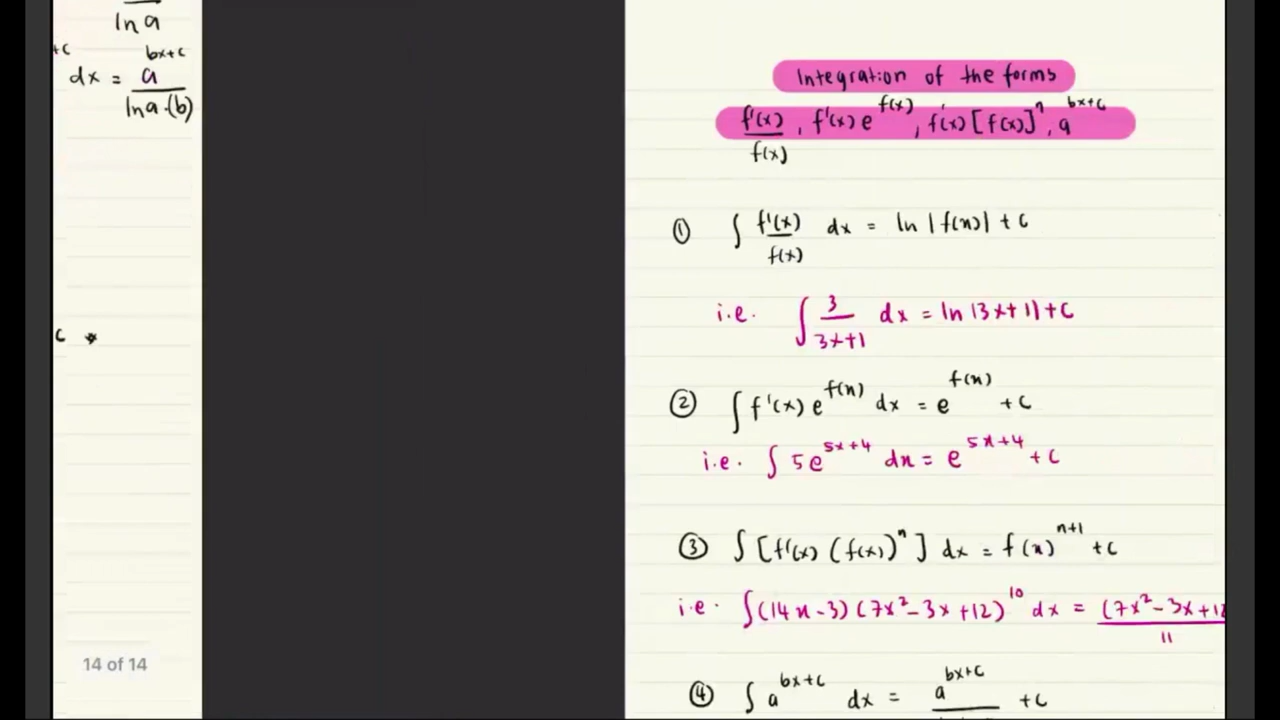 ln a
+c
bx+c
dx = a
ln a·(b)
c *
14 of 14
Integration of the forms
f'(x)/f(x) , f'(x) e^f(x) , f'(x) [f(x)]^n , a^bx+c
① ∫ f'(x)/f(x) dx = ln |f(x)| + c
i.e. ∫ 3/3x+1 dx = ln |3x+1| + c
② ∫ f'(x) e^f(x) dx = e^f(x) + c
i.e. ∫ 5e^5x+4 dx = e^5x+4 + c
③ ∫ [f'(x) (f(x))^n] dx = f(x)^n+1 + c
i.e. ∫(14x-3)(7x²-3x+12)^10 dx = (7x²-3x+12/11
④ ∫ a^bx+c dx = a^bx+c + c